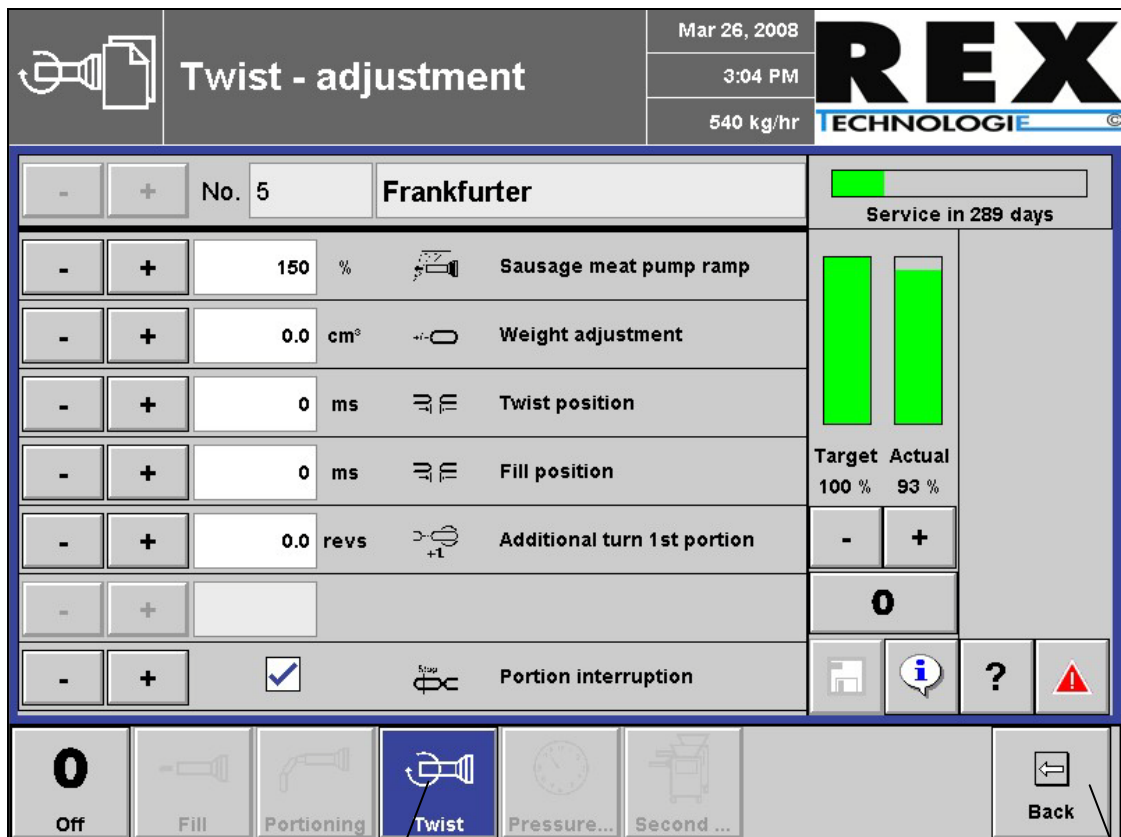 Twist - adjustment
Mar 26, 2008
3:04 PM
540 kg/hr
REX
TECHNOLOGIE ©
- + No. 5 Frankfurter
Service in 289 days
- + 150 % Sausage meat pump ramp
- + 0.0 cm³ +/- Weight adjustment
- + 0 ms Twist position
- + 0 ms Fill position
- + 0.0 revs +1 Additional turn 1st portion
- +
- + Stop Portion interruption
Target Actual
100 % 93 %
- +
0
i ? !
0
Off
Fill
Portioning
Twist
Pressure...
Second ...
Back